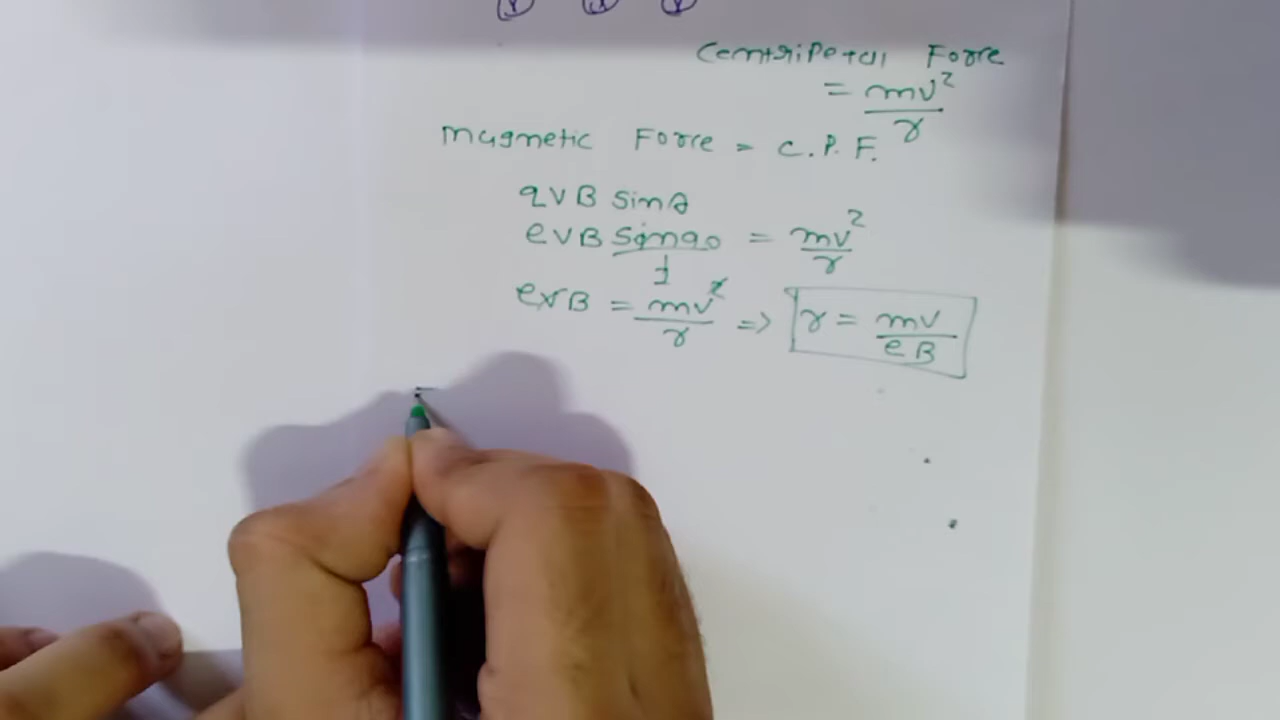 Centripetal Force
= mv²/r
Magnetic Force = C.P.F.
qvB sinθ
evB sin90 = mv²/r
1
evB = mv²/r => r = mv/eB